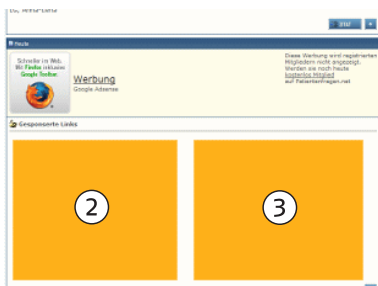 Heute
Schneller im Web.
Mit Firefox inklusive
Google Toolbar.
Werbung
Google Adsense
Diese Werbung wird registrierten
Mitgliedern nicht angezeigt.
Werden sie noch heute
kostenlos Mitglied
auf Patientenfragen.net
Gesponserte Links
2
3